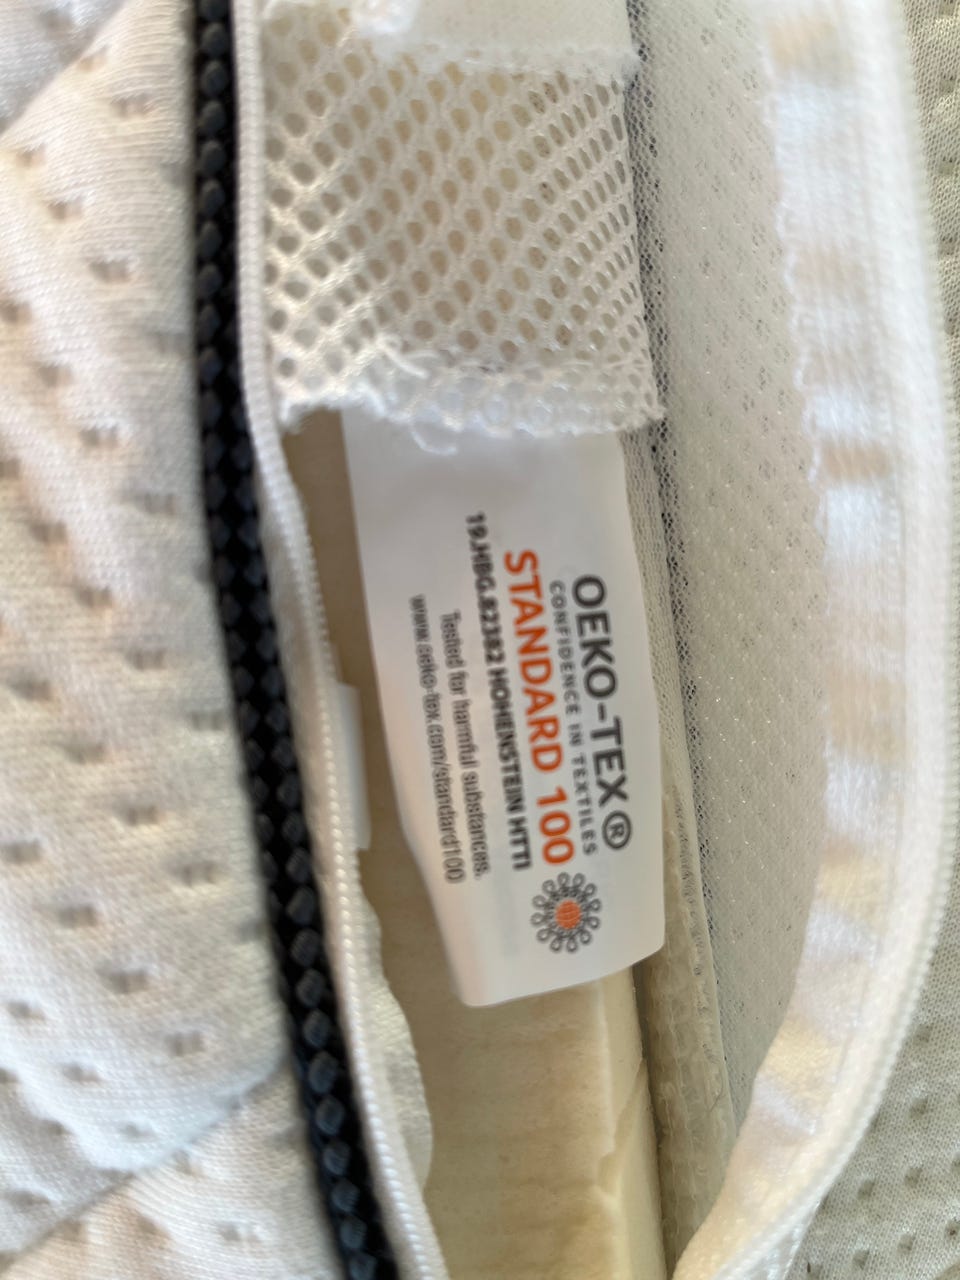 OEKO-TEX®
CONFIDENCE IN TEXTILES
STANDARD 100
19.HBG.82382 HOHENSTEIN HTTI
Tested for harmful substances.
www.oeko-tex.com/standard100